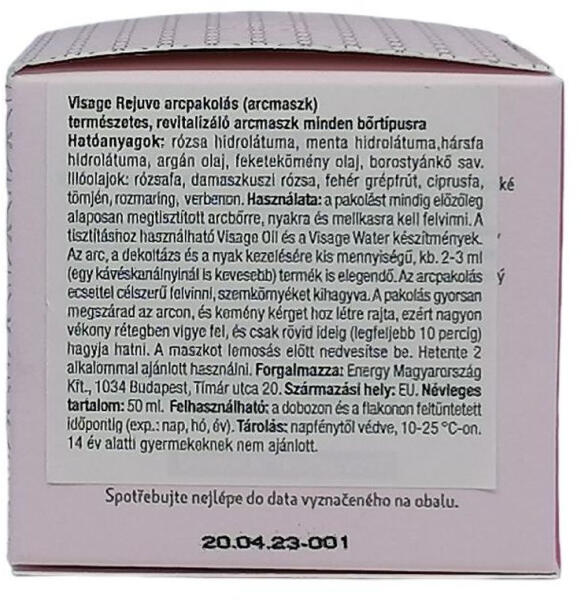 Visage Rejuve arcpakolás (arcmaszk)
természetes, revitalizáló arcmaszk minden bőrtípusra
Hatóanyagok: rózsa hidrolátuma, menta hidrolátuma,hársfa
hidrolátuma, argán olaj, feketekömény olaj, borostyánkő sav.
Illóolajok: rózsafa, damaszkuszi rózsa, fehér grépfrút, ciprusfa,
tömjén, rozmaring, verbenon. Használata: a pakolást mindig előzőleg
alaposan megtisztított arcbőrre, nyakra és mellkasra kell felvinni. A
tisztításhoz használható Visage Oil és a Visage Water készítmények.
Az arc, a dekoltázs és a nyak kezelésére kis mennyiségű, kb. 2-3 ml
(egy kávéskanálnyinál is kevesebb) termék is elegendő. Az arcpakolás
ecsettel célszerű felvinni, szemkörnyéket kihagyva. A pakolás gyorsan
megszárad az arcon, és kemény kérget hoz létre rajta, ezért nagyon
vékony rétegben vigye fel, és csak rövid ideig (legfeljebb 10 percig)
hagyja hatni. A maszkot lemosás előtt nedvesítse be. Hetente 2
alkalommal ajánlott használni. Forgalmazza: Energy Magyarország
Kft., 1034 Budapest, Tímár utca 20. Származási hely: EU. Névleges
tartalom: 50 ml. Felhasználható: a dobozon és a flakonon feltüntetett
időpontig (exp.: nap, hó, év). Tárolás: napfénytől védve, 10-25 °C-on.
14 év alatti gyermekeknek nem ajánlott.
ké
ý
Spotřebujte nejlépe do data vyznačeného na obalu.
20.04.23-001